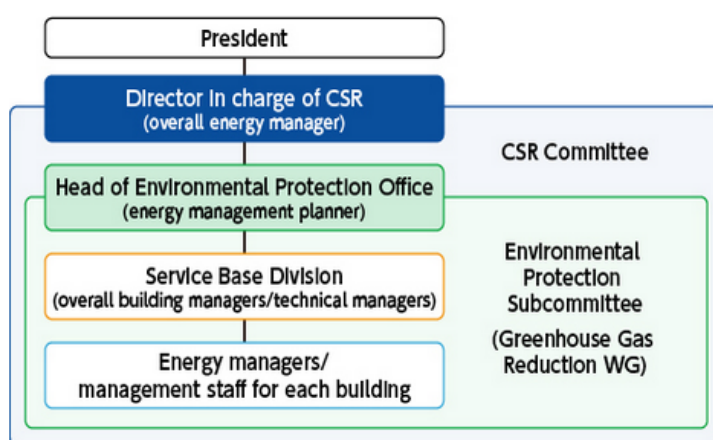 President
Director in charge of CSR
(overall energy manager)
CSR Committee
Head of Environmental Protection Office
(energy management planner)
Service Base Division
(overall building managers/technical managers)
Energy managers/
management staff for each building
Environmental
Protection
Subcommittee
(Greenhouse Gas
Reduction WG)